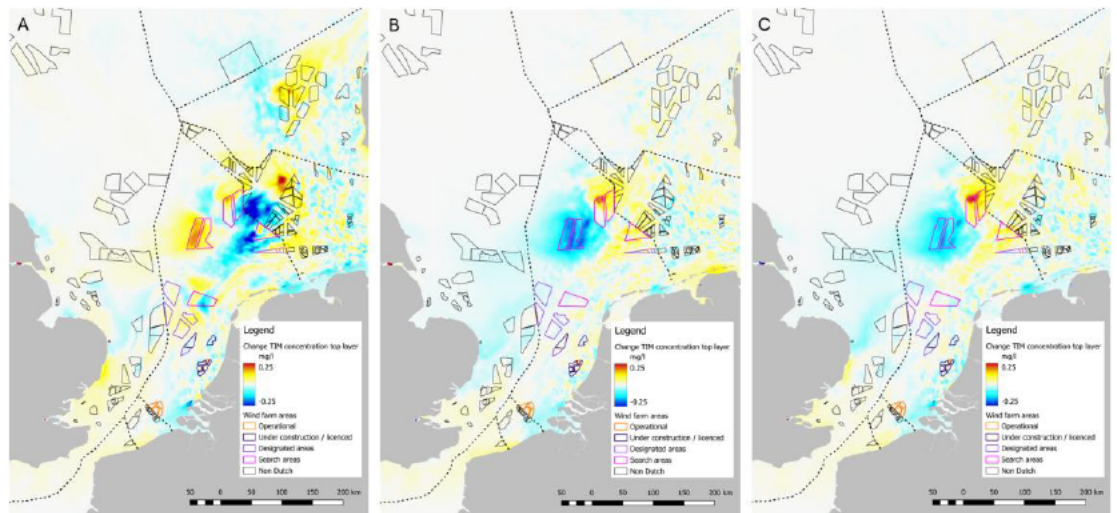 A
Legend
Change TIM concentration top layer
mg/l
0.25
-0.25
Wind farm areas
Operational
Under construction / licenced
Designated areas
Search areas
Non Dutch
50 0 50 100 150 200 km
B
Legend
Change TIM concentration top layer
mg/l
0.25
-0.25
Wind farm areas
Operational
Under construction / licenced
Designated areas
Search areas
Non Dutch
50 0 50 100 150 200 km
C
Legend
Change TIM concentration top layer
mg/l
0.25
-0.25
Wind farm areas
Operational
Under construction / licenced
Designated areas
Search areas
Non Dutch
50 0 50 100 150 200 km